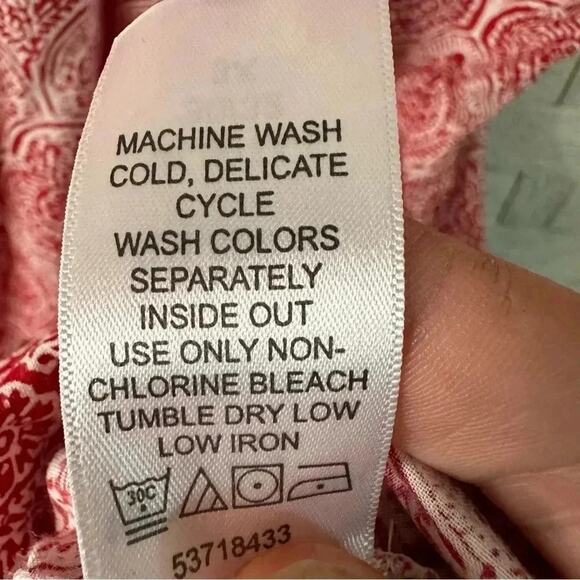 MACHINE WASH
COLD, DELICATE
CYCLE
WASH COLORS
SEPARATELY
INSIDE OUT
USE ONLY NON-
CHLORINE BLEACH
TUMBLE DRY LOW
LOW IRON
30C
53718433